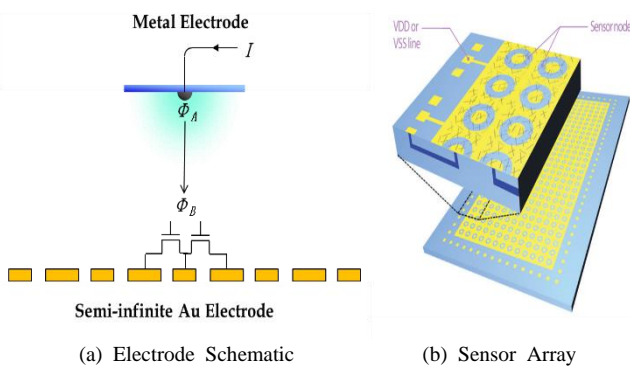 Metal Electrode
I
Φ_A
Φ_B
Semi-infinite Au Electrode
(a) Electrode Schematic
VDD or
VSS line
Sensor node
(b) Sensor Array